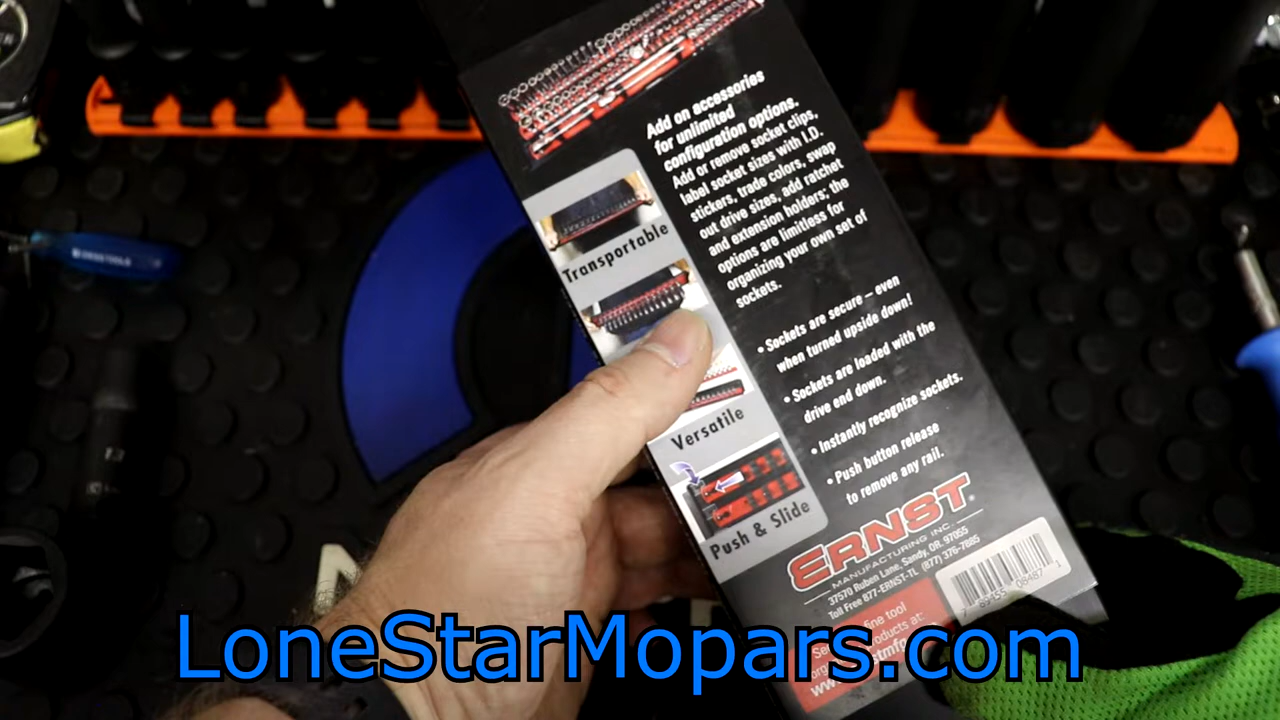 Add on accessories
for unlimited
configuration options.
Add or remove socket clips,
label socket sizes with I.D.
stickers, trade colors, swap
out drive sizes, add ratchet
and extension holders; the
options are limitless for
organizing your own set of
sockets.
Transportable
Versatile
Push & Slide
• Sockets are secure – even
when turned upside down!
• Sockets are loaded with the
drive end down.
• Instantly recognize sockets.
• Push button release
to remove any rail.
ERNST
MANUFACTURING INC.
37570 Ruben Lane, Sandy, OR. 97055
Toll Free 877-ERNST-TL (877) 376-7885
fine tool
products at:
LoneStarMopars.com